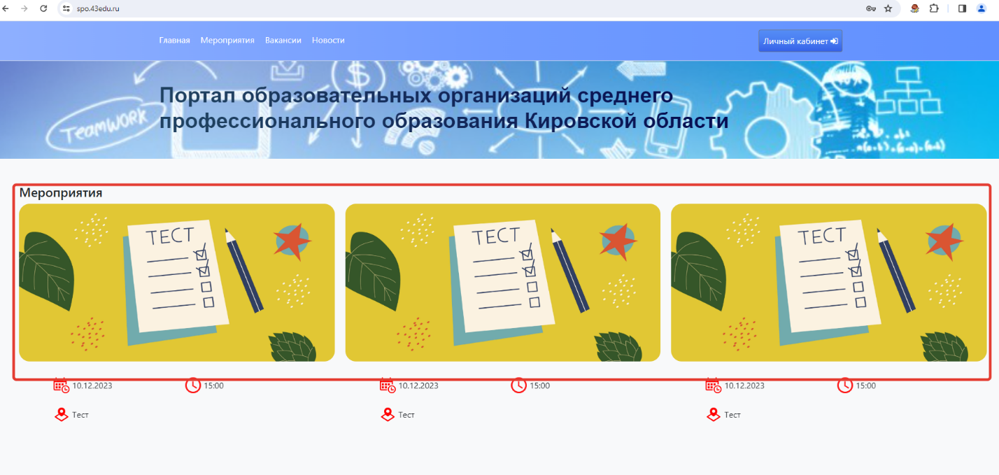 spo.43edu.ru
Главная Мероприятия Вакансии Новости Личный кабинет
TEAMWORK
Портал образовательных организаций среднего
профессионального образования Кировской области
Мероприятия
ТЕСТ ТЕСТ ТЕСТ
10.12.2023 15:00 10.12.2023 15:00 10.12.2023 15:00
Тест Тест Тест